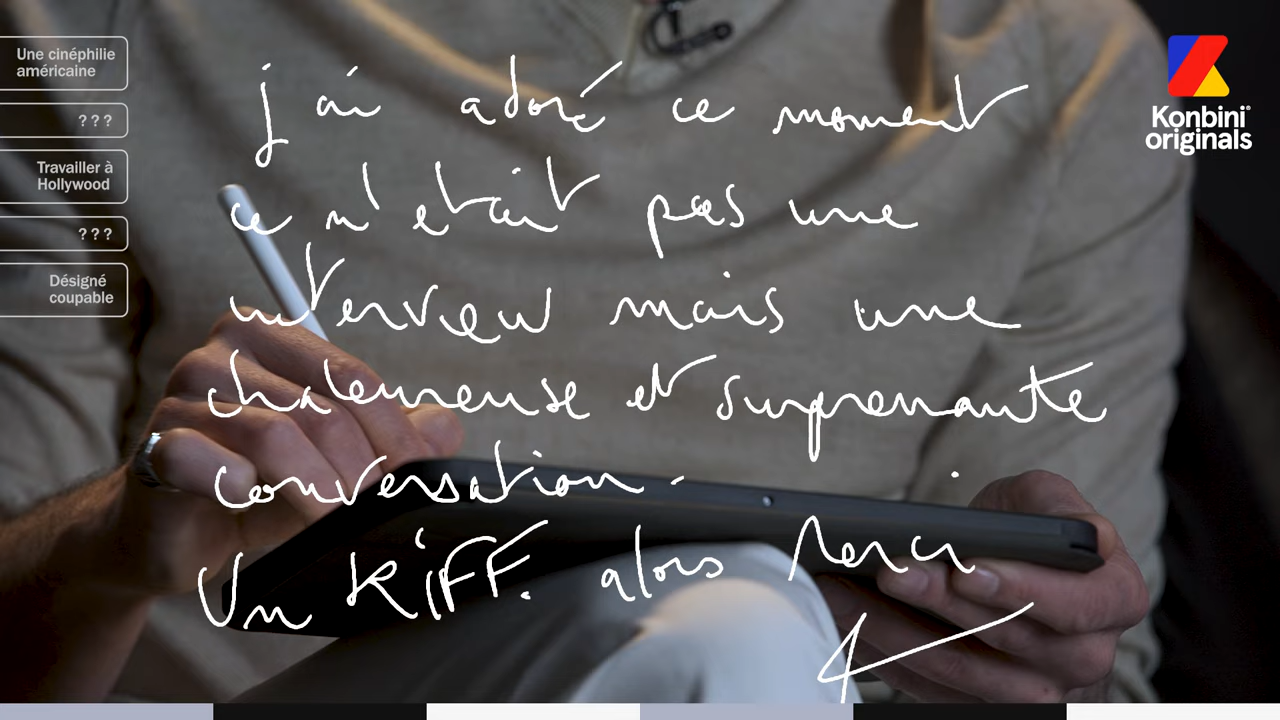 Une cinéphilie
américaine
? ? ?
Travailler à
Hollywood
? ? ?
Désigné
coupable
Konbini
originals
j'ai adoré ce moment
ce n'etait pas une
interview mais une
chaleureuse et surprenante
conversation.
Un KiFF. alors Merci